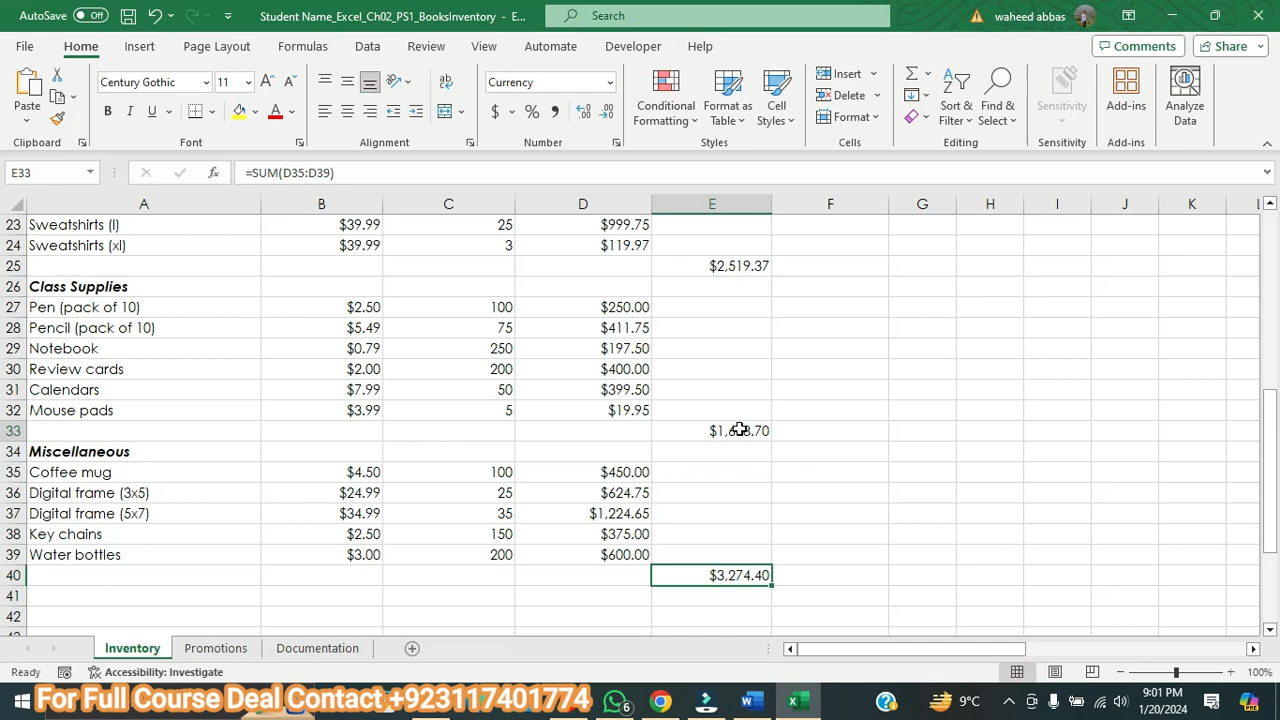 AutoSave Off Student Name_Excel_Ch02_PS1_BooksInventory - E... Search waheed abbas
File Home Insert Page Layout Formulas Data Review View Automate Developer Help Comments Share
Century Gothic 11 Currency Insert
Delete
Format
Paste B I U A $ % Conditional Formatting Format as Table Cell Styles Sort & Filter Find & Select Sensitivity Add-ins Analyze Data
Clipboard Font Alignment Number Styles Cells Editing Sensitivity Add-ins
E33 fx =SUM(D35:D39)
A B C D E F G H I J K
23 Sweatshirts (l) $39.99 25 $999.75
24 Sweatshirts (xl) $39.99 3 $119.97
25 $2,519.37
26 Class Supplies
27 Pen (pack of 10) $2.50 100 $250.00
28 Pencil (pack of 10) $5.49 75 $411.75
29 Notebook $0.79 250 $197.50
30 Review cards $2.00 200 $400.00
31 Calendars $7.99 50 $399.50
32 Mouse pads $3.99 5 $19.95
33
34 Miscellaneous
35 Coffee mug $4.50 100 $450.00
36 Digital frame (3x5) $24.99 25 $624.75
37 Digital frame (5x7) $34.99 35 $1,224.65
38 Key chains $2.50 150 $375.00
39 Water bottles $3.00 200 $600.00
40 $3,274.40
41
42
Inventory Promotions Documentation
Ready Accessibility: Investigate 100%
For Full Course Deal Contact +923117401774 6 9°C 9:01 PM
1/20/2024